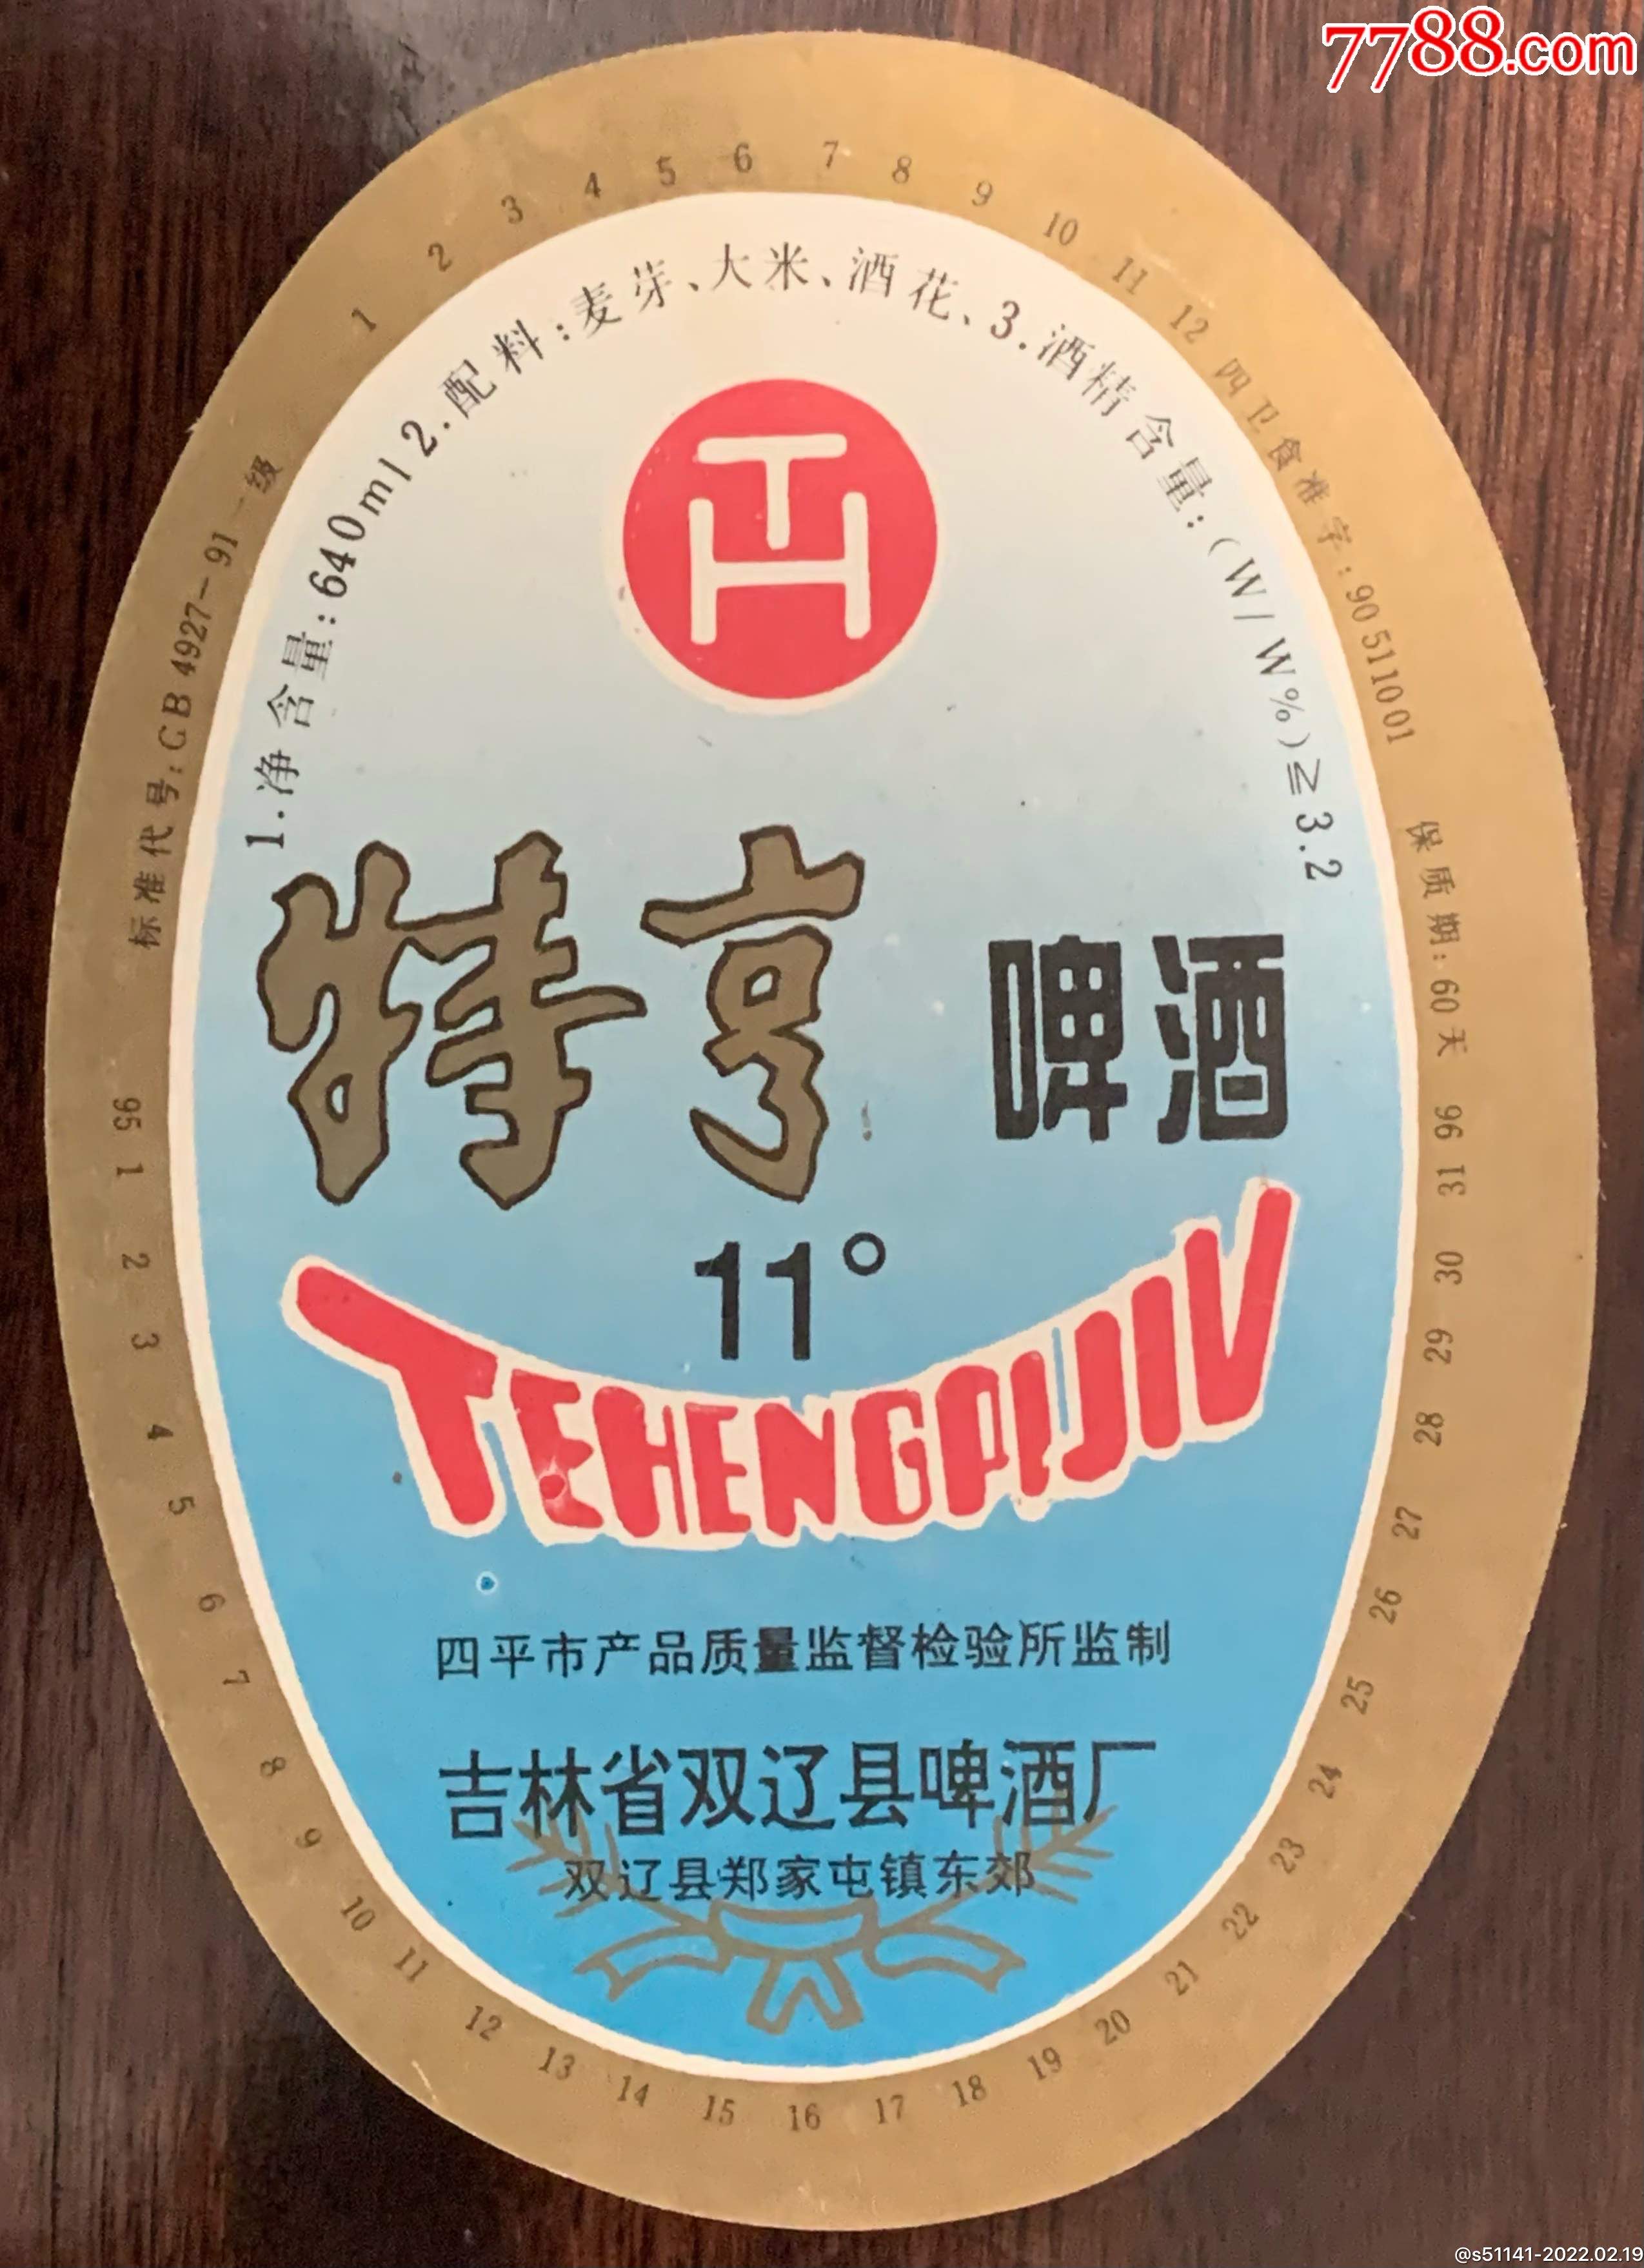 7788.com
1 2 3 4 5 6 7 8 9 10 11 12
四卫食准字:90511001
保质期:60天
标准代号:GB 4927-91 一级
1.净含量:640ml 2.配料:麦芽、大米、酒花、3.酒精含量:(W/W%)≥3.2
TH
特亨 啤酒
11°
TEHENGPIJIU
四平市产品质量监督检验所监制
吉林省双辽县啤酒厂
双辽县郑家屯镇东郊
95 1 2 3 4 5 6 7 8 9 10 11 12 13 14 15 16 17 18 19 20 21 22 23 24 25 26 27 28 29 30 31 96
@s51141-2022.02.19